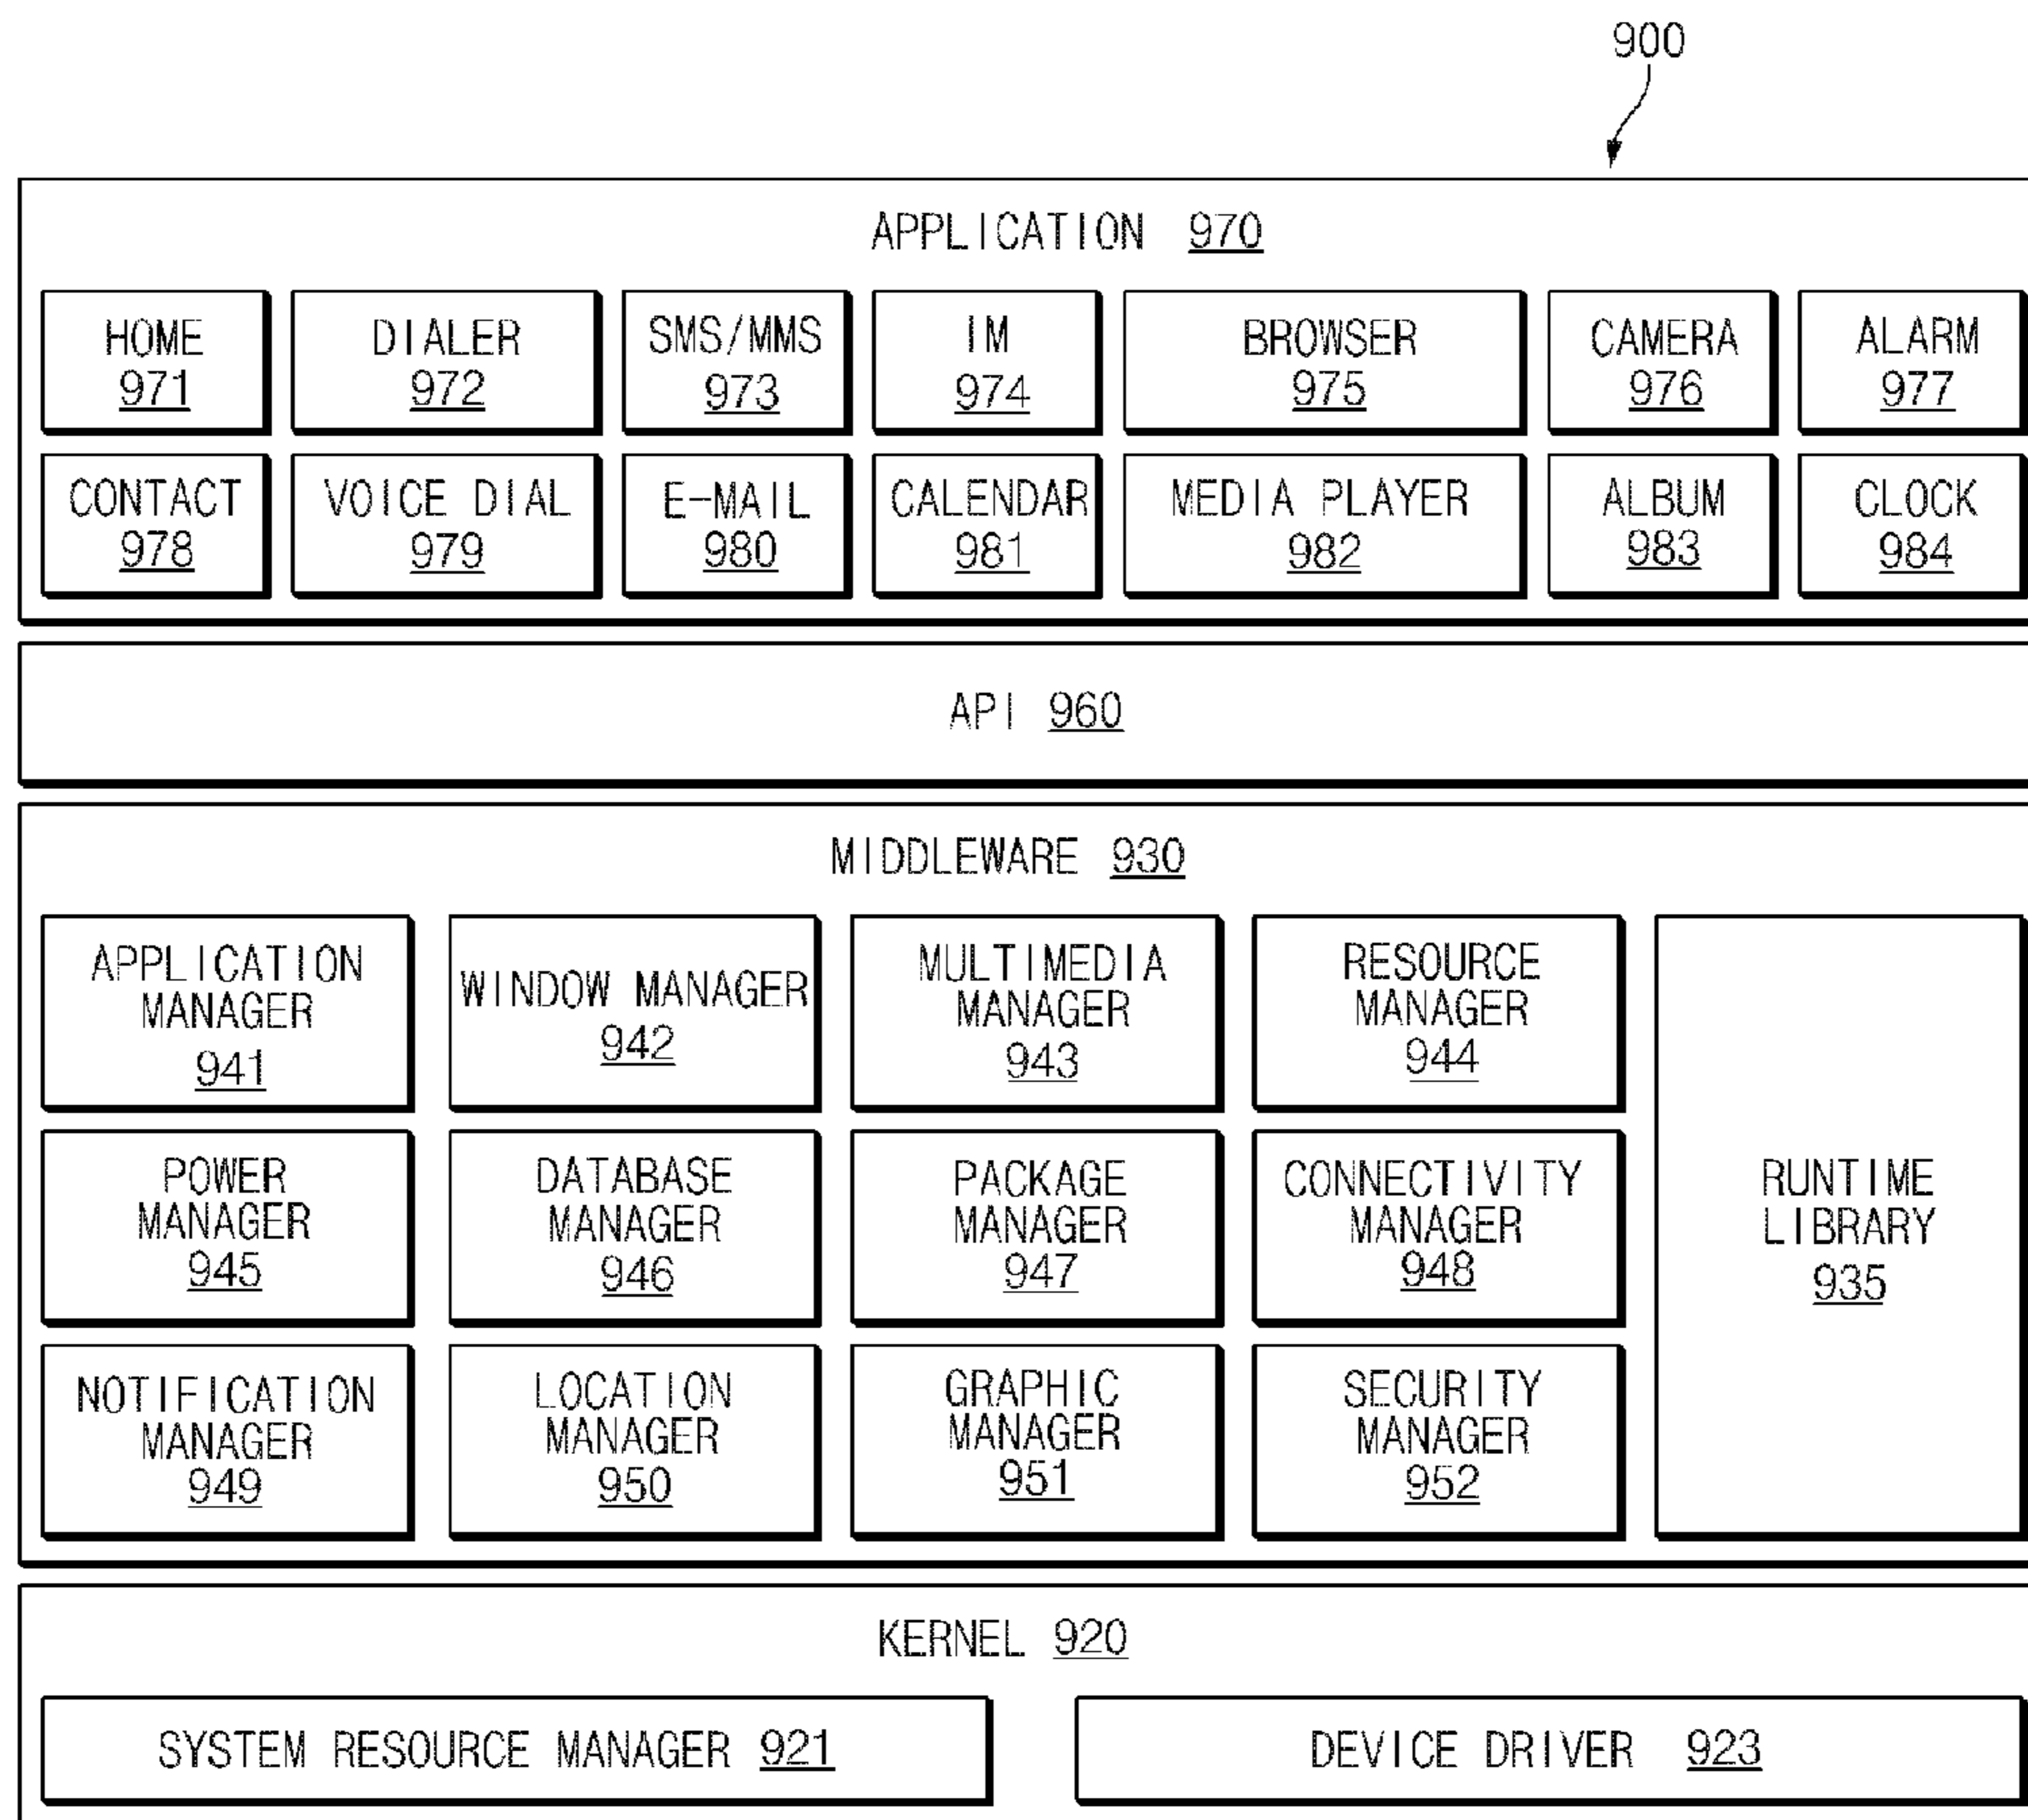 900
APPLICATION 970
HOME
971
DIALER
972
SMS/MMS
973
IM
974
BROWSER
975
CAMERA
976
ALARM
977
CONTACT
978
VOICE DIAL
979
E-MAIL
980
CALENDAR
981
MEDIA PLAYER
982
ALBUM
983
CLOCK
984
API 960
MIDDLEWARE 930
APPLICATION
MANAGER
941
WINDOW MANAGER
942
MULTIMEDIA
MANAGER
943
RESOURCE
MANAGER
944
POWER
MANAGER
945
DATABASE
MANAGER
946
PACKAGE
MANAGER
947
CONNECTIVITY
MANAGER
948
RUNTIME
LIBRARY
935
NOTIFICATION
MANAGER
949
LOCATION
MANAGER
950
GRAPHIC
MANAGER
951
SECURITY
MANAGER
952
KERNEL 920
SYSTEM RESOURCE MANAGER 921
DEVICE DRIVER 923